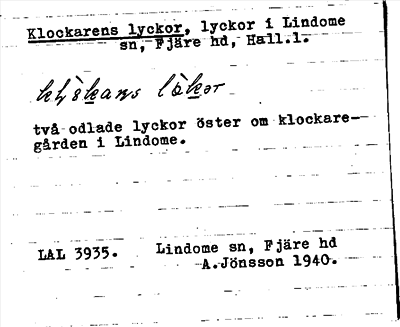 Klockarens lyckor, lyckor i Lindome
sn, Fjäre hd, Hall.l.
två odlade lyckor öster om klockare-
gården i Lindome.
LAL 3935. Lindome sn, Fjäre hd
A.Jönsson 1940.